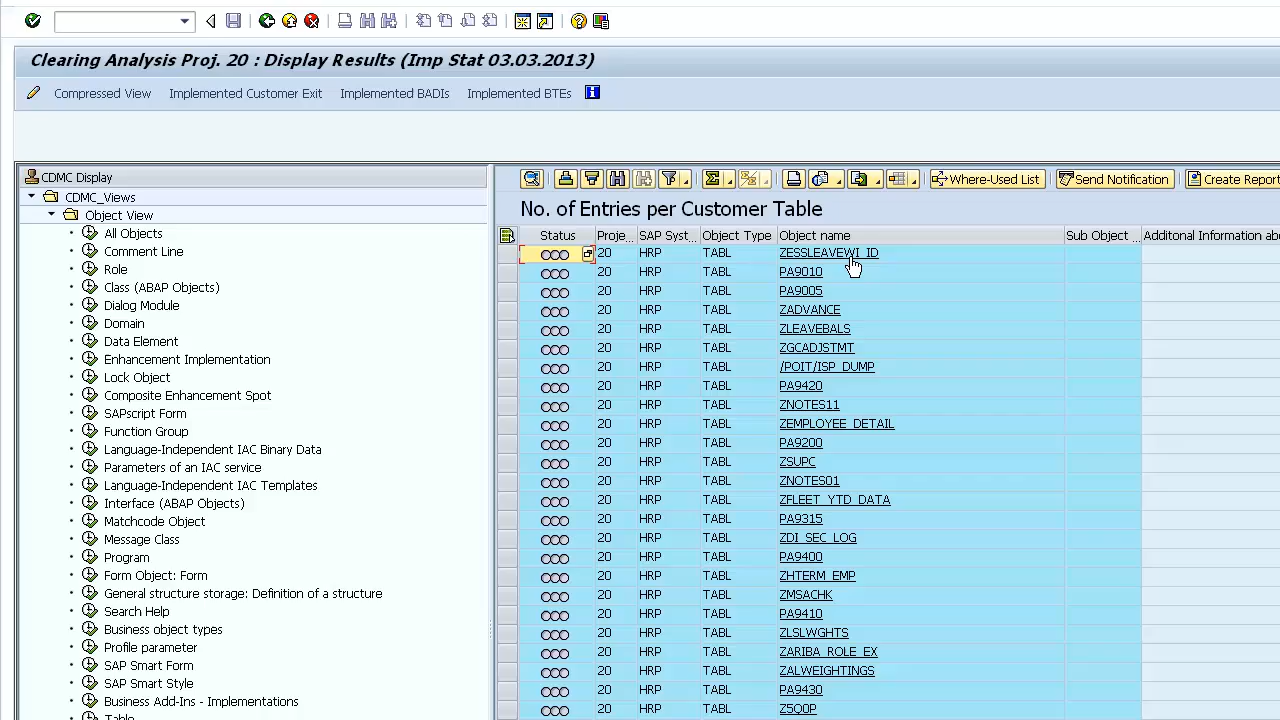 Clearing Analysis Proj. 20 : Display Results (Imp Stat 03.03.2013)
Compressed View Implemented Customer Exit Implemented BADIs Implemented BTEs
CDMC Display
CDMC_Views
Object View
All Objects
Comment Line
Role
Class (ABAP Objects)
Dialog Module
Domain
Data Element
Enhancement Implementation
Lock Object
Composite Enhancement Spot
SAPscript Form
Function Group
Language-Independent IAC Binary Data
Parameters of an IAC service
Language-Independent IAC Templates
Interface (ABAP Objects)
Matchcode Object
Message Class
Program
Form Object: Form
General structure storage: Definition of a structure
Search Help
Business object types
Profile parameter
SAP Smart Form
SAP Smart Style
Business Add-Ins - Implementations
Table
Where-Used List Send Notification Create Report
No. of Entries per Customer Table
Status Proje... SAP Syst... Object Type Object name Sub Object ... Additonal Information ab
20 HRP TABL ZESSLEAVEWI_ID
20 HRP TABL PA9010
20 HRP TABL PA9005
20 HRP TABL ZADVANCE
20 HRP TABL ZLEAVEBALS
20 HRP TABL ZGCADJSTMT
20 HRP TABL /POIT/ISP_DUMP
20 HRP TABL PA9420
20 HRP TABL ZNOTES11
20 HRP TABL ZEMPLOYEE_DETAIL
20 HRP TABL PA9200
20 HRP TABL ZSUPC
20 HRP TABL ZNOTES01
20 HRP TABL ZFLEET_YTD_DATA
20 HRP TABL PA9315
20 HRP TABL ZDI_SEC_LOG
20 HRP TABL PA9400
20 HRP TABL ZHTERM_EMP
20 HRP TABL ZMSACHK
20 HRP TABL PA9410
20 HRP TABL ZLSLWGHTS
20 HRP TABL ZARIBA_ROLE_EX
20 HRP TABL ZALWEIGHTINGS
20 HRP TABL PA9430
20 HRP TABL Z5Q0P